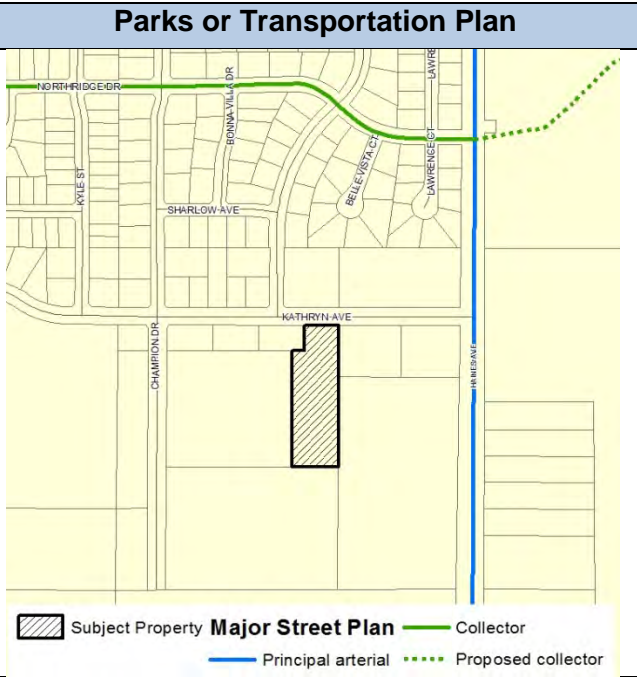 Parks or Transportation Plan
LAWRE
NORTHRIDGE DR
BONNA VILLA DR
KYLE ST
BELLE VISTA CT
LAWRENCE CT
SHARLOW AVE
KATHRYN AVE
CHAMPION DR
HAINES AVE
Subject Property Major Street Plan Collector
Principal arterial Proposed collector